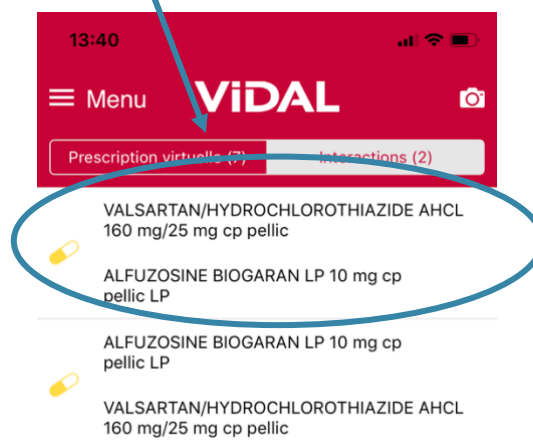 13:40
Menu
ViDAL
Prescription virtuelle (7)
Interactions (2)
VALSARTAN/HYDROCHLOROTHIAZIDE AHCL
160 mg/25 mg cp pellic
ALFUZOSINE BIOGARAN LP 10 mg cp
pellic LP
ALFUZOSINE BIOGARAN LP 10 mg cp
pellic LP
VALSARTAN/HYDROCHLOROTHIAZIDE AHCL
160 mg/25 mg cp pellic